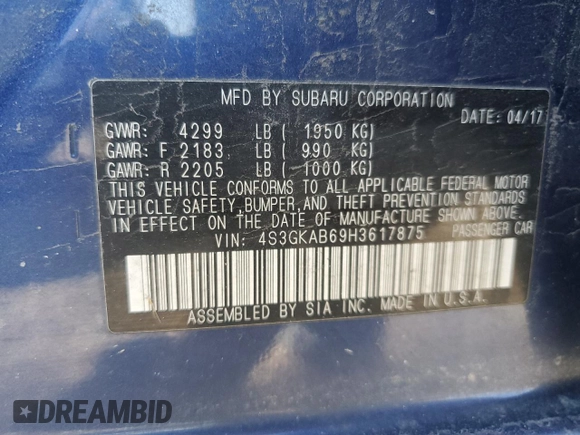 MFD BY SUBARU CORPORATION
DATE: 04/17
GVWR: 4299 LB ( 1950 KG)
GAWR: F 2183 LB ( 990 KG)
GAWR: R 2205 LB ( 1000 KG)
THIS VEHICLE CONFORMS TO ALL APPLICABLE FEDERAL MOTOR
VEHICLE SAFETY, BUMPER, AND THEFT PREVENTION STANDARDS
IN EFFECT ON THE DATE OF MANUFACTURE SHOWN ABOVE.
VIN: 4S3GKAB69H3617875 PASSENGER CAR
ASSEMBLED BY SIA INC. MADE IN U.S.A.
DREAMBID